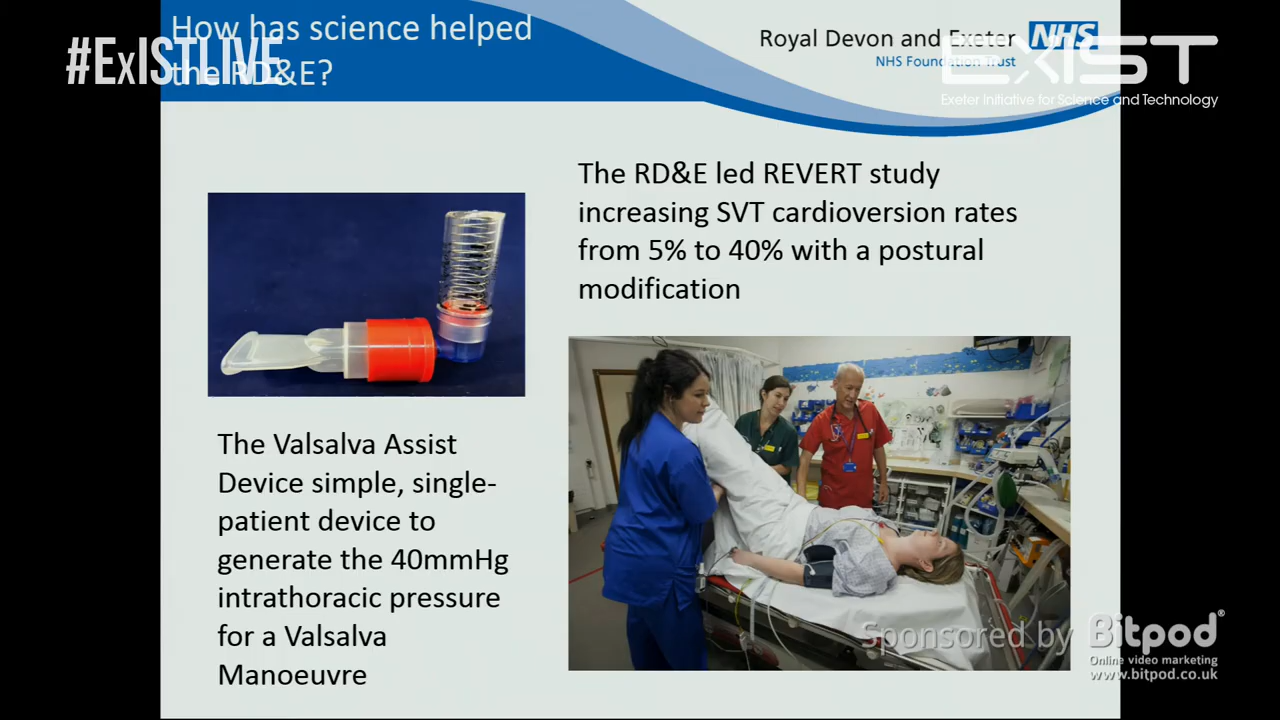 How has science helped
the RD&E?
#ExISTLIVE
Royal Devon and Exeter
NHS
NHS Foundation Trust
EXIST
Exeter Initiative for Science and Technology
The RD&E led REVERT study
increasing SVT cardioversion rates
from 5% to 40% with a postural
modification
The Valsalva Assist
Device simple, single-
patient device to
generate the 40mmHg
intrathoracic pressure
for a Valsalva
Manoeuvre
Sponsored by
Bitpod®
Online video marketing
www.bitpod.co.uk